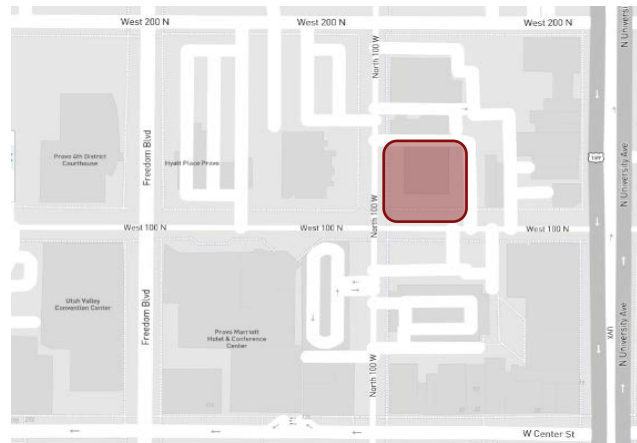 West 200 N
West 200 N
West 200 N
N University
North 100 W
Freedom Blvd
Provo 4th District
Courthouse
Hyatt Place Provo
189
N University Ave
North 100 W
West 100 N
West 100 N
West 100 N
Utah Valley
Convention Center
Freedom Blvd
Provo Marriott
Hotel & Conference
Center
UVX
N University Ave
North 100 W
W Center St